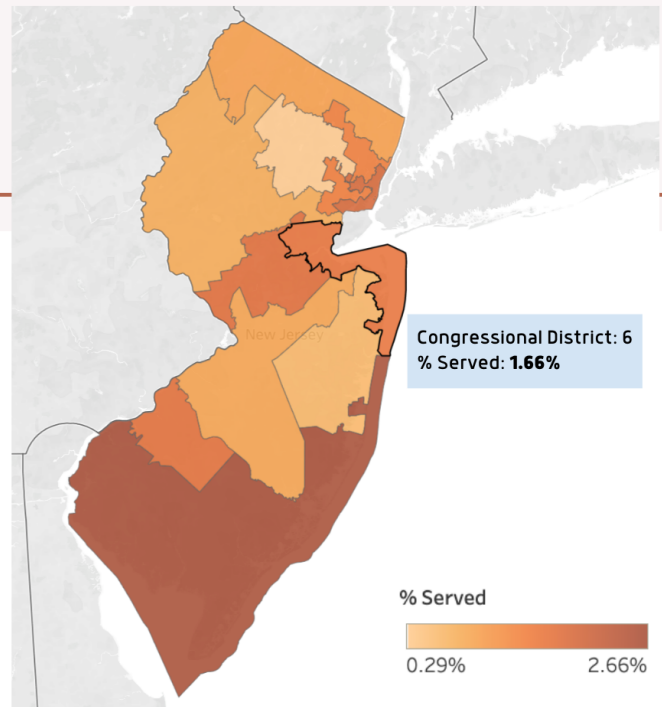 New Jersey
Congressional District: 6
% Served: 1.66%
% Served
0.29%
2.66%